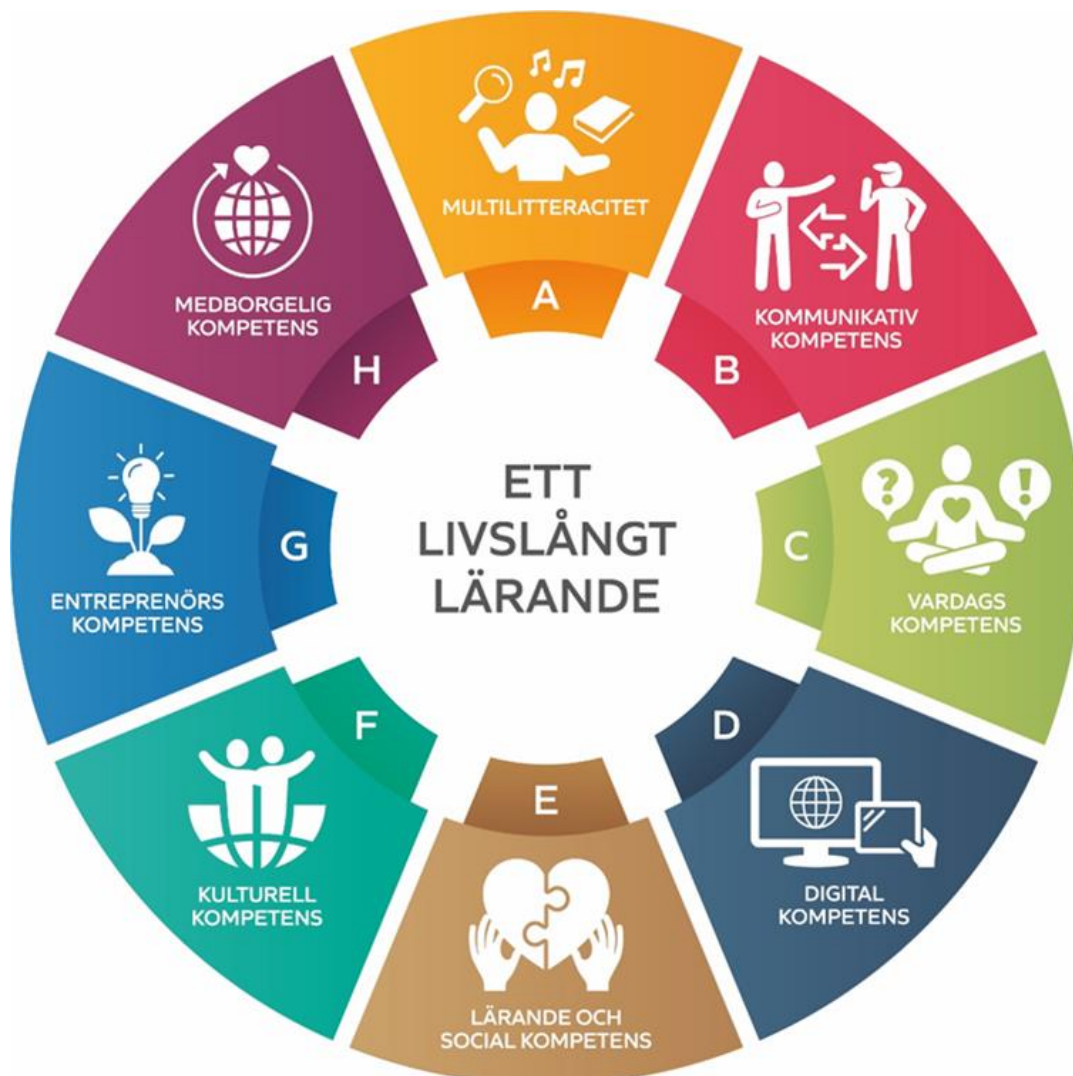 MULTILITTERACITET
A
KOMMUNIKATIV
KOMPETENS
B
VARDAGS
KOMPETENS
C
?
!
DIGITAL
KOMPETENS
D
LÄRANDE OCH
SOCIAL KOMPETENS
E
KULTURELL
KOMPETENS
F
ENTREPRENÖRS
KOMPETENS
G
MEDBORGELIG
KOMPETENS
H
ETT
LIVSLÅNGT
LÄRANDE